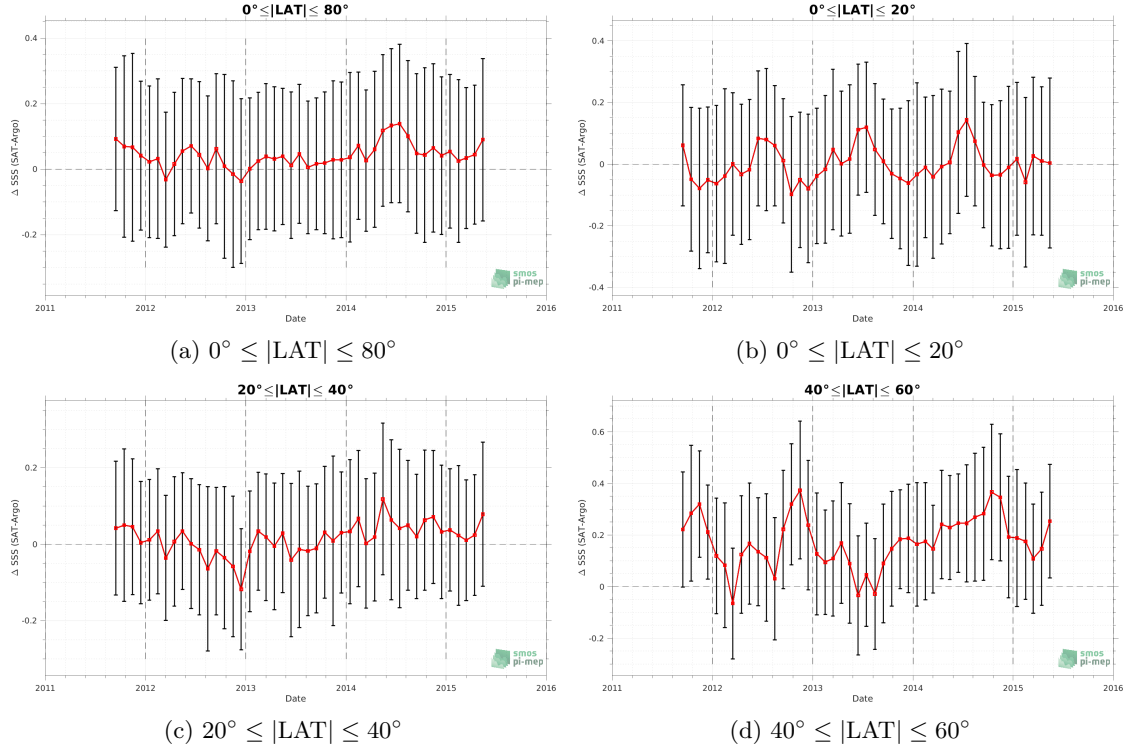 0°≤|LAT|≤ 80°
0.4
0.2
0
-0.2
Δ SSS (SAT-Argo)
smos
pi-mep
2011 2012 2013 2014 2015 2016
Date
(a) 0° ≤ |LAT| ≤ 80°
0°≤|LAT|≤ 20°
0.4
0.2
0
-0.2
-0.4
Δ SSS (SAT-Argo)
smos
pi-mep
2011 2012 2013 2014 2015 2016
Date
(b) 0° ≤ |LAT| ≤ 20°
20°≤|LAT|≤ 40°
0.2
0
-0.2
Δ SSS (SAT-Argo)
smos
pi-mep
2011 2012 2013 2014 2015 2016
Date
(c) 20° ≤ |LAT| ≤ 40°
40°≤|LAT|≤ 60°
0.6
0.4
0.2
0
-0.2
Δ SSS (SAT-Argo)
smos
pi-mep
2011 2012 2013 2014 2015 2016
Date
(d) 40° ≤ |LAT| ≤ 60°